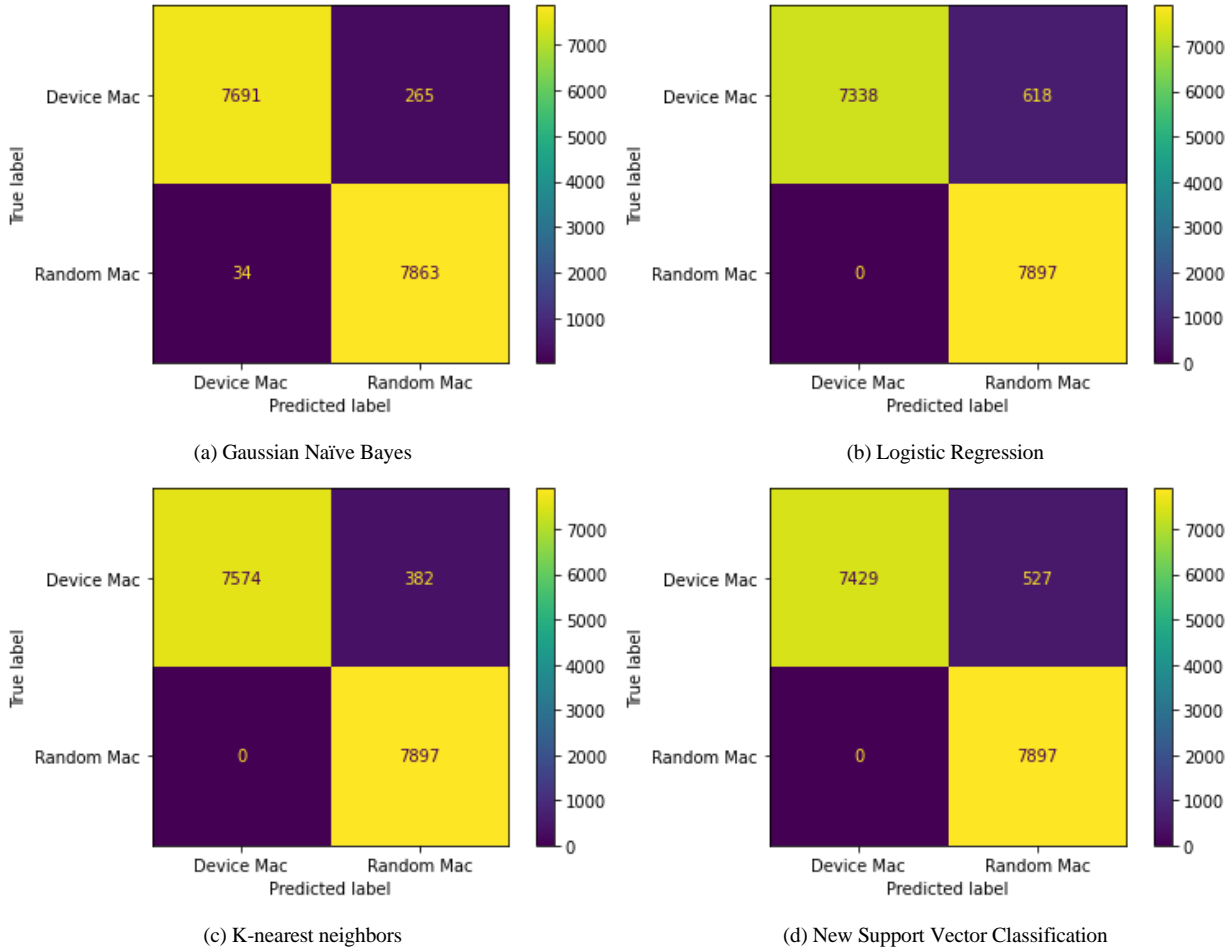 Device Mac
Random Mac
True label
7691
265
34
7863
Device Mac
Random Mac
Predicted label
7000
6000
5000
4000
3000
2000
1000
(a) Gaussian Naïve Bayes
Device Mac
Random Mac
True label
7338
618
0
7897
Device Mac
Random Mac
Predicted label
7000
6000
5000
4000
3000
2000
1000
0
(b) Logistic Regression
Device Mac
Random Mac
True label
7574
382
0
7897
Device Mac
Random Mac
Predicted label
7000
6000
5000
4000
3000
2000
1000
0
(c) K-nearest neighbors
Device Mac
Random Mac
True label
7429
527
0
7897
Device Mac
Random Mac
Predicted label
7000
6000
5000
4000
3000
2000
1000
0
(d) New Support Vector Classification